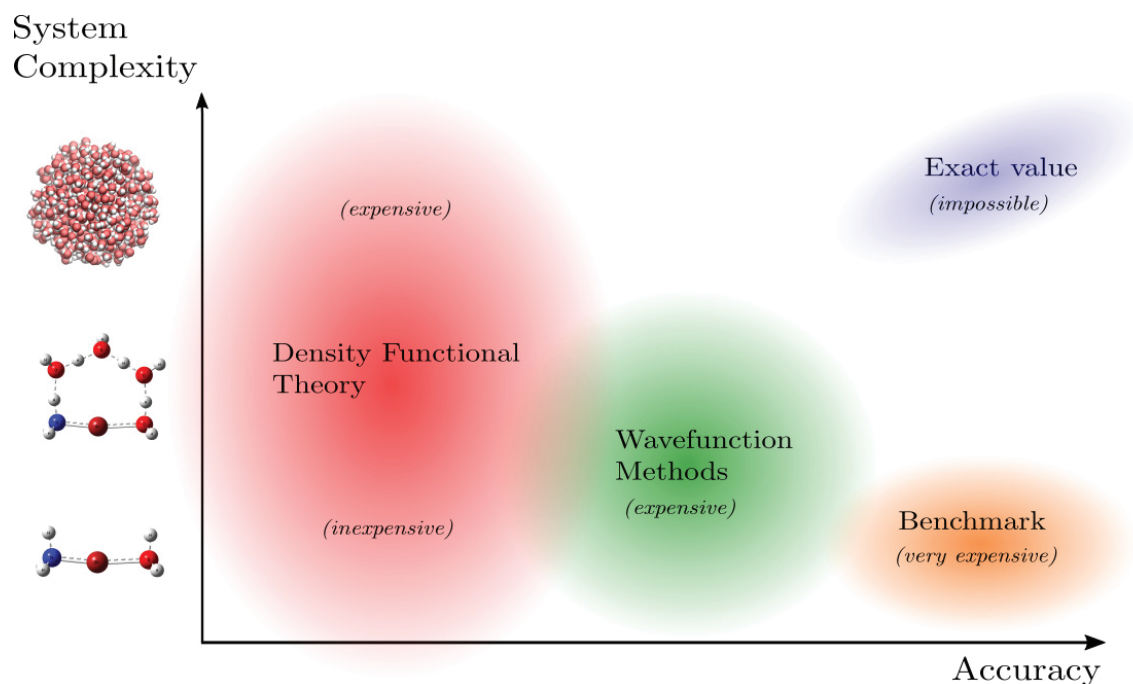 System
Complexity
Exact value
(impossible)
(expensive)
Density Functional
Theory
Wavefunction
Methods
(expensive)
(inexpensive)
Benchmark
(very expensive)
Accuracy